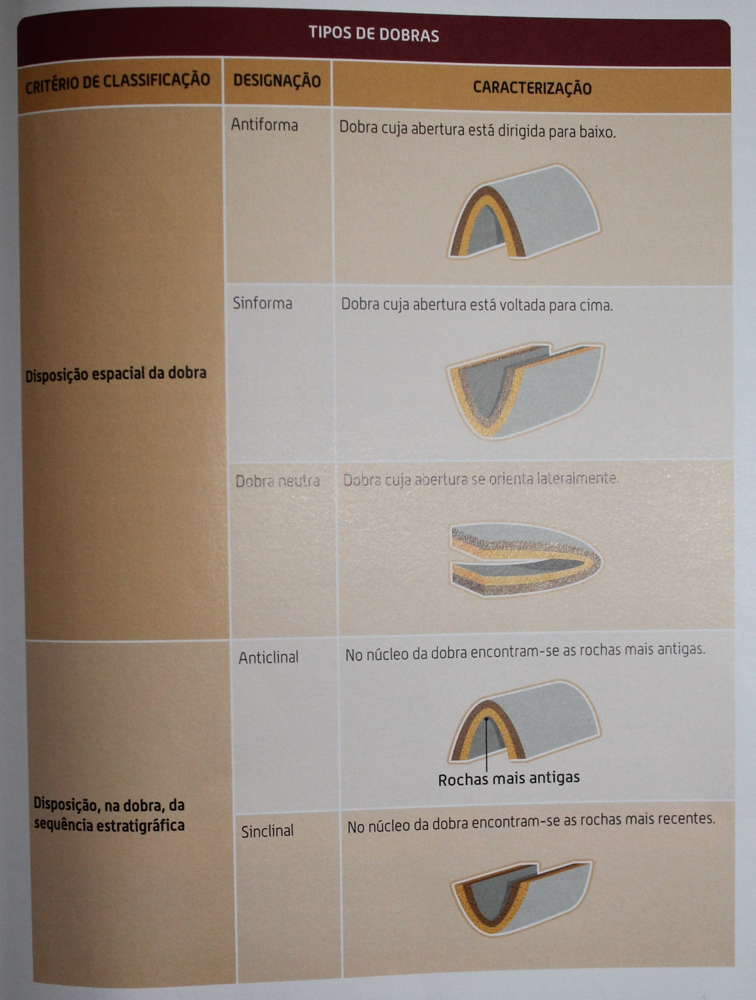 TIPOS DE DOBRAS
CRITÉRIO DE CLASSIFICAÇÃO
DESIGNAÇÃO
CARACTERIZAÇÃO
Disposição espacial da dobra
Antiforma
Dobra cuja abertura está dirigida para baixo.
Sinforma
Dobra cuja abertura está voltada para cima.
Dobra neutra
Dobra cuja abertura se orienta lateralmente.
Disposição, na dobra, da
sequência estratigráfica
Anticlinal
No núcleo da dobra encontram-se as rochas mais antigas.
Rochas mais antigas
Sinclinal
No núcleo da dobra encontram-se as rochas mais recentes.